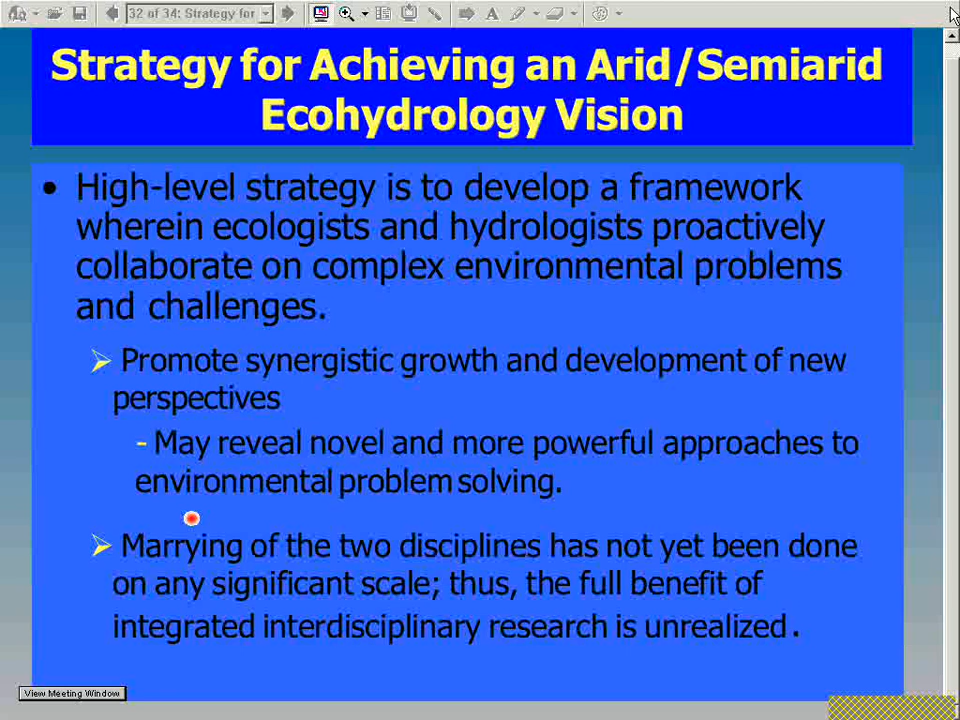 32 of 34: Strategy for
Strategy for Achieving an Arid/Semiarid
Ecohydrology Vision
• High-level strategy is to develop a framework
wherein ecologists and hydrologists proactively
collaborate on complex environmental problems
and challenges.
Promote synergistic growth and development of new
perspectives
- May reveal novel and more powerful approaches to
environmental problem solving.
Marrying of the two disciplines has not yet been done
on any significant scale; thus, the full benefit of
integrated interdisciplinary research is unrealized.
View Meeting Window